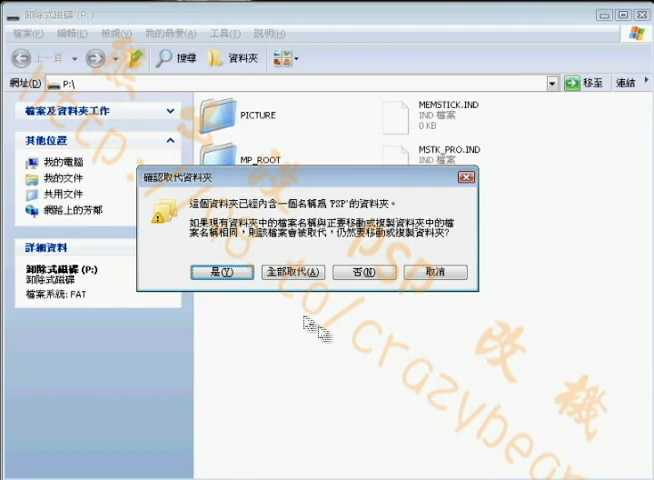 卸除式磁碟 (P:)
檔案(F) 編輯(E) 檢視(V) 我的最愛(A) 工具(T) 說明(H)
上一頁 搜尋 資料夾
網址(D) P:\ 移至 連結
檔案及資料夾工作
其他位置
我的電腦
我的文件
共用文件
網路上的芳鄰
詳細資料
卸除式磁碟 (P:)
卸除式磁碟
檔案系統: FAT
PICTURE
MEMSTICK.IND
IND 檔案
0 KB
MP_ROOT
MSTK_PRO.IND
IND 檔案
確認取代資料夾
這個資料夾已經內含一個名稱為 'PSP' 的資料夾。
如果現有資料夾中的檔案名稱與正要移動或複製資料夾中的檔
案名稱相同，則該檔案會被取代，仍然要移動或複製資料夾?
是(Y) 全部取代(A) 否(N) 取消
psp 改機